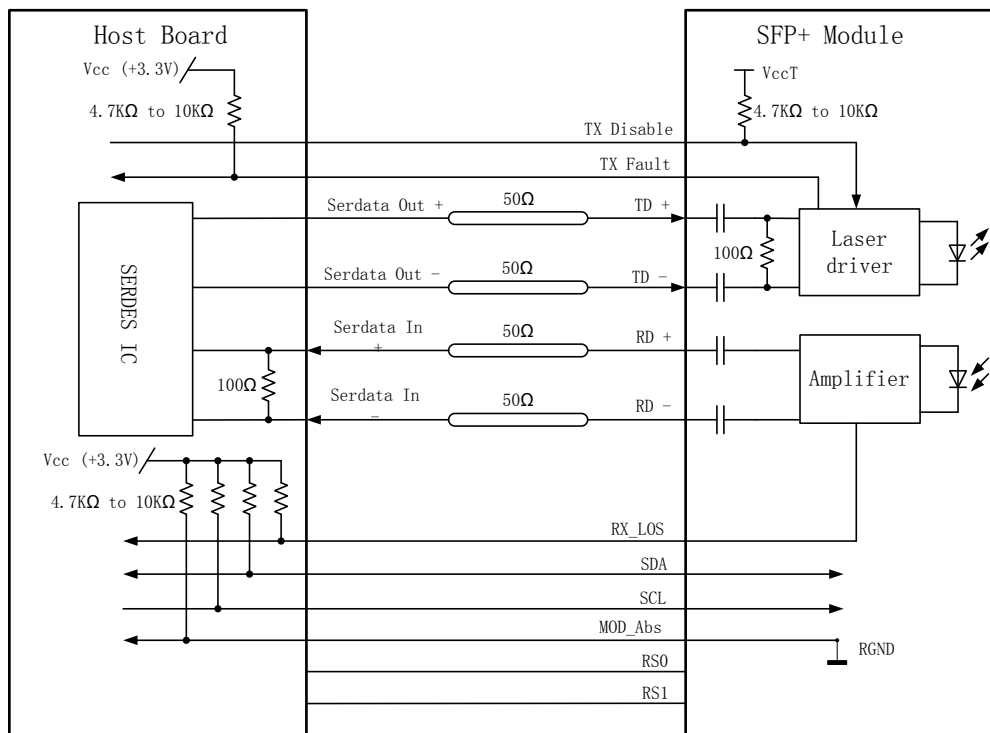 Host Board
SFP+ Module
Vcc (+3.3V)
VccT
4.7KΩ to 10KΩ
4.7KΩ to 10KΩ
TX Disable
TX Fault
Serdata Out +
50Ω
TD +
100Ω
Laser
driver
Serdata Out -
50Ω
TD -
SERDES IC
Serdata In
+
50Ω
RD +
100Ω
Amplifier
Serdata In
-
50Ω
RD -
Vcc (+3.3V)
4.7KΩ to 10KΩ
RX_LOS
SDA
SCL
MOD_Abs
RGND
RS0
RS1